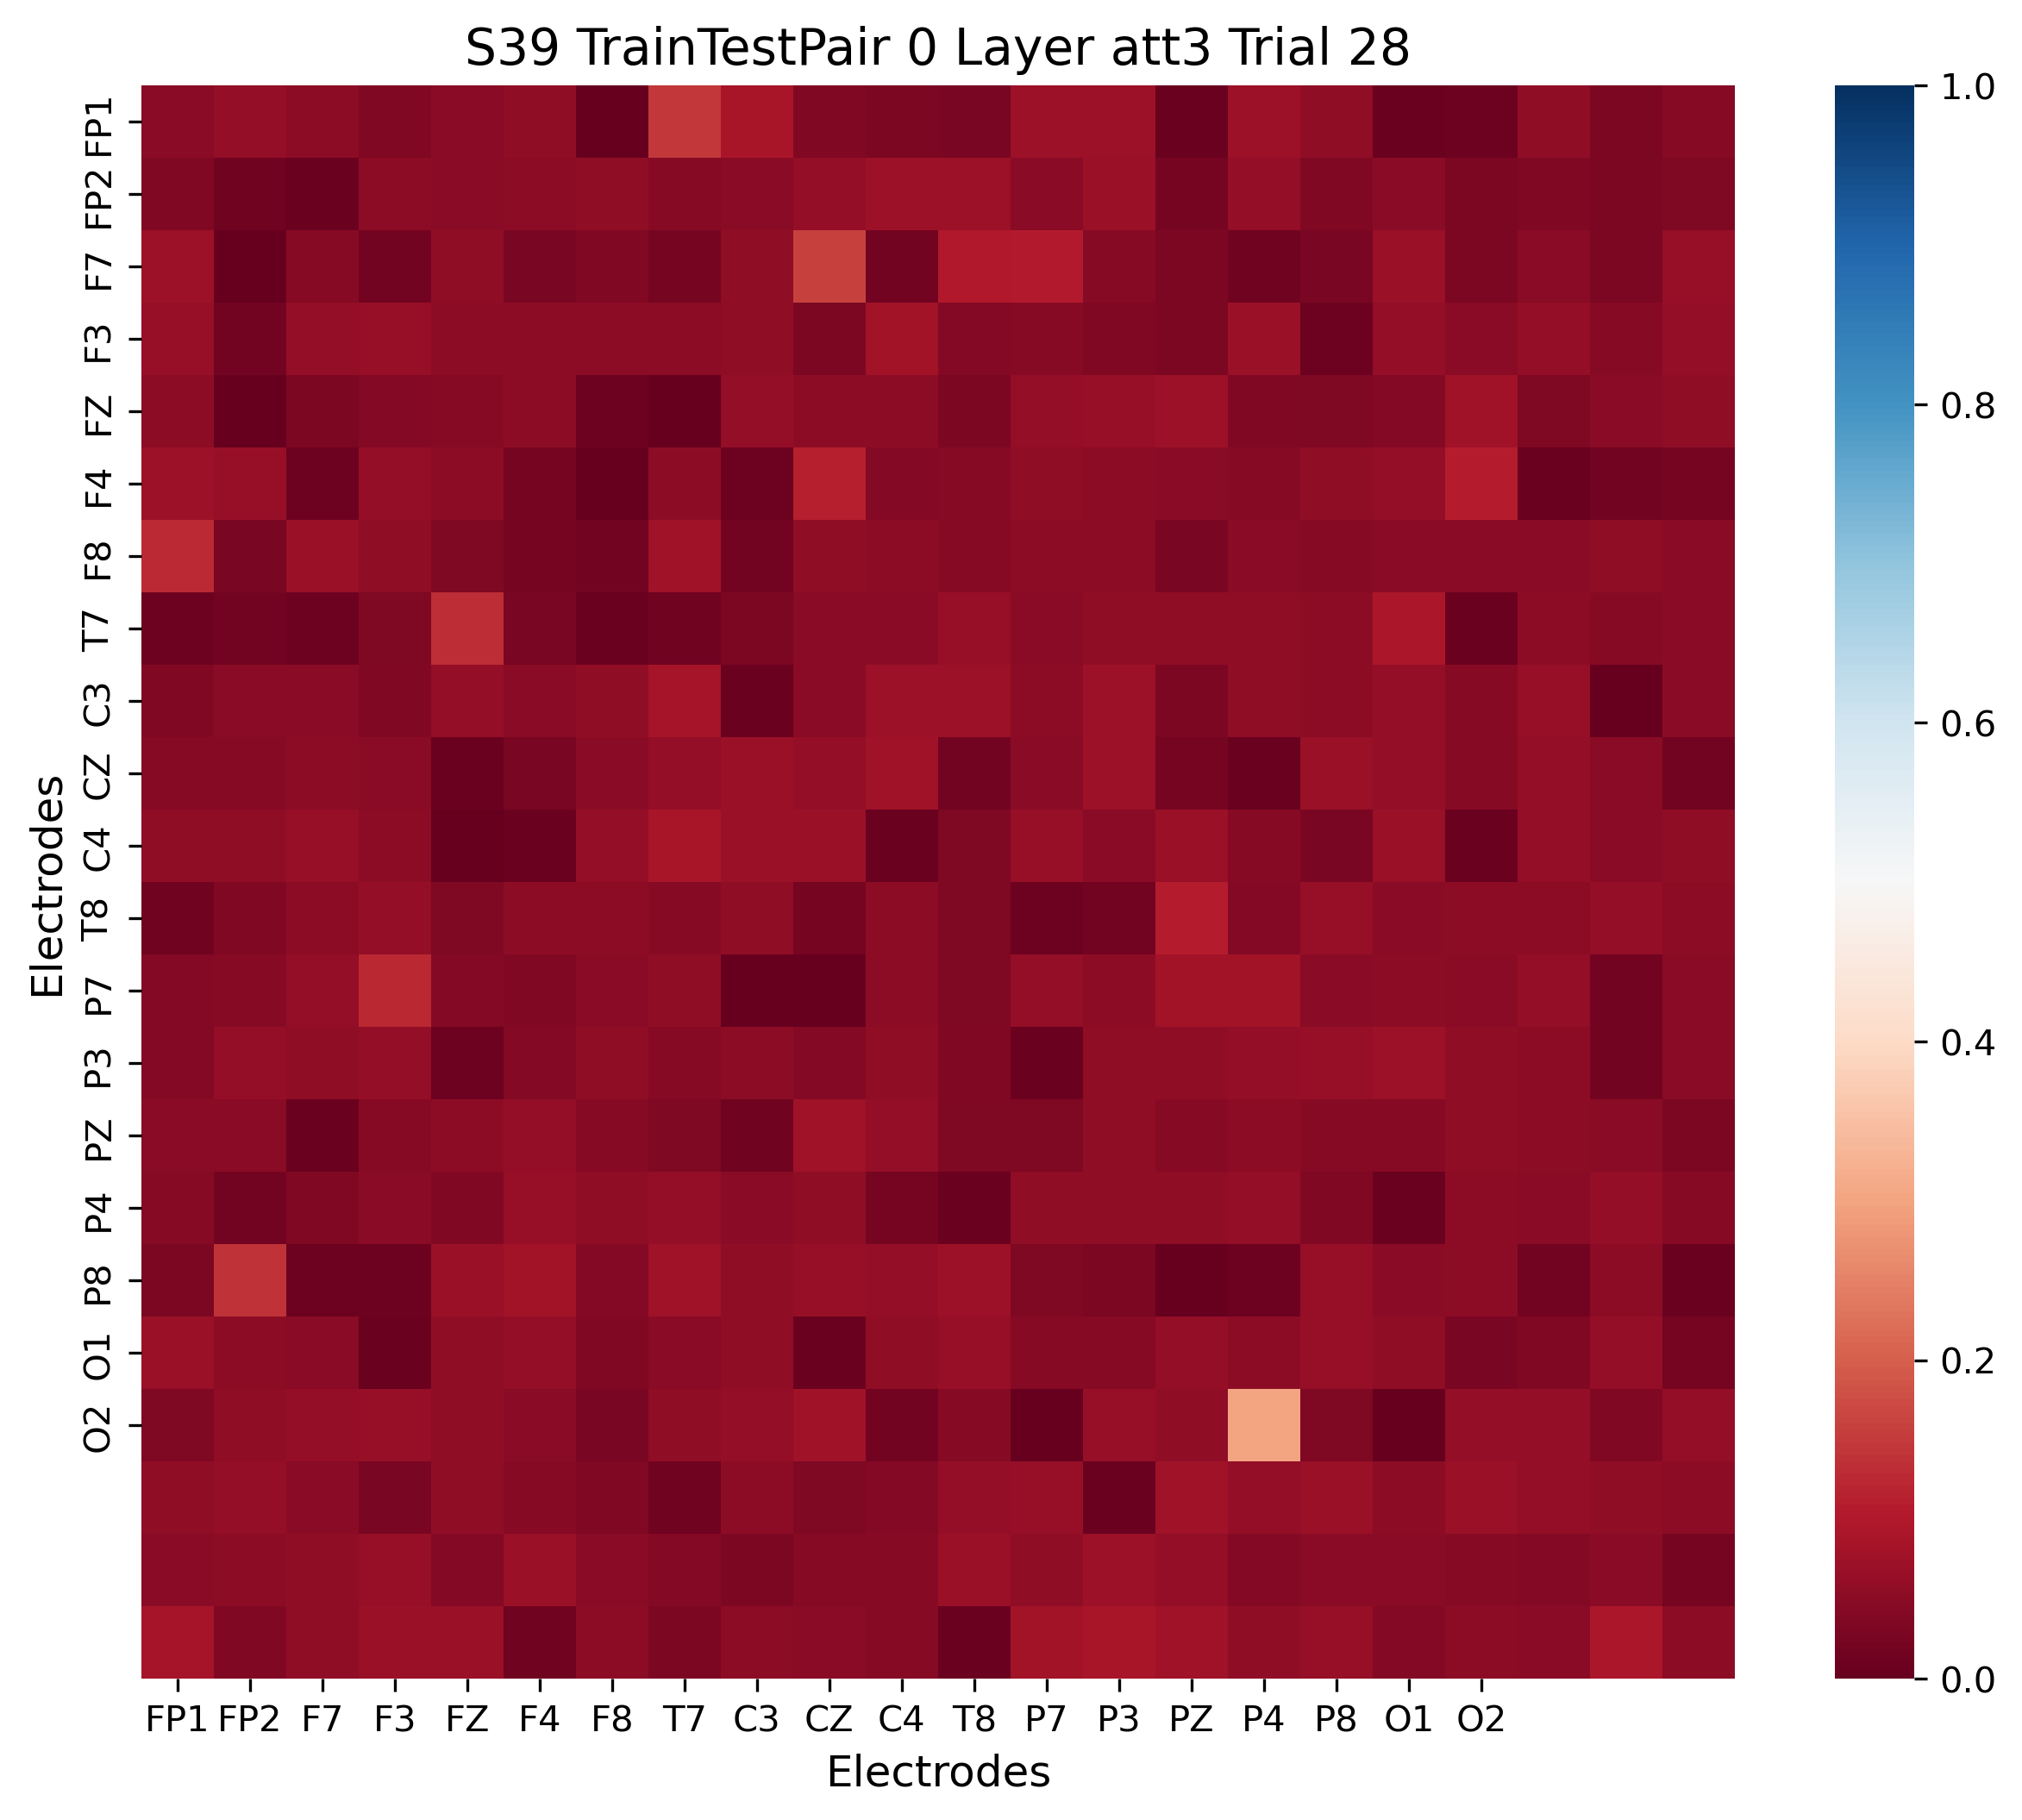 S39 TrainTestPair 0 Layer att3 Trial 28
Electrodes
FP1
FP2
F7
F3
FZ
F4
F8
T7
C3
CZ
C4
T8
P7
P3
PZ
P4
P8
O1
O2
FP1 FP2 F7 F3 FZ F4 F8 T7 C3 CZ C4 T8 P7 P3 PZ P4 P8 O1 O2
Electrodes
1.0
0.8
0.6
0.4
0.2
0.0